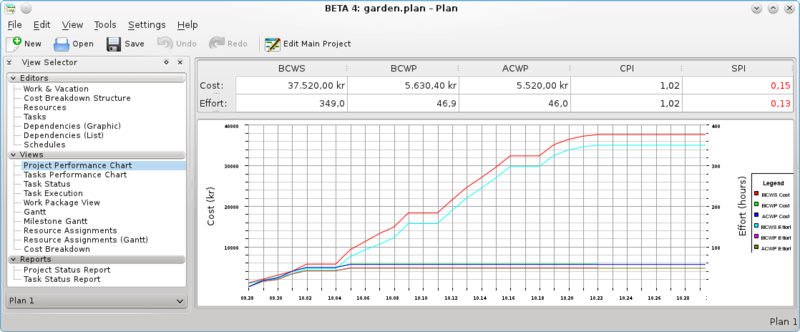 BETA 4: garden.plan – Plan
File Edit View Tools Settings Help
New Open Save Undo Redo Edit Main Project
View Selector
Editors
Work & Vacation
Cost Breakdown Structure
Resources
Tasks
Dependencies (Graphic)
Dependencies (List)
Schedules
Views
Project Performance Chart
Tasks Performance Chart
Task Status
Task Execution
Work Package View
Gantt
Milestone Gantt
Resource Assignments
Resource Assignments (Gantt)
Cost Breakdown
Reports
Project Status Report
Task Status Report
Plan 1
BCWS BCWP ACWP CPI SPI
Cost: 37.520,00 kr 5.630,40 kr 5.520,00 kr 1,02 0,15
Effort: 349,0 46,9 46,0 1,02 0,13
Cost (kr)
40000
30000
20000
10000
09.28 09.30 10.02 10.04 10.06 10.08 10.10 10.12 10.14 10.16 10.18 10.20 10.22 10.24 10.26 10.28
400
300
200
100
Effort (hours)
Legend
BCWS Cost
BCWP Cost
ACWP Cost
BCWS Effort
BCWP Effort
ACWP Effort
Plan 1